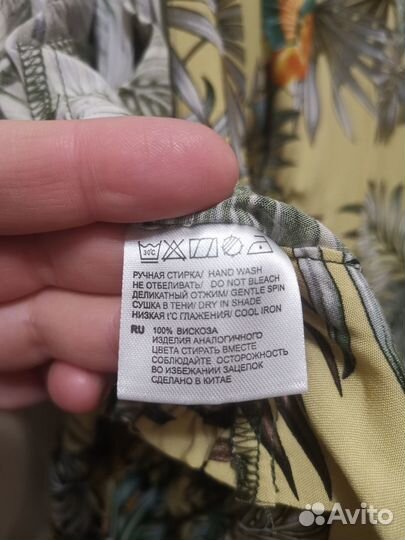 30°C
РУЧНАЯ СТИРКА/ HAND WASH
НЕ ОТБЕЛИВАТЬ/ DO NOT BLEACH
ДЕЛИКАТНЫЙ ОТЖИМ/ GENTLE SPIN
СУШКА В ТЕНИ/ DRY IN SHADE
НИЗКАЯ t°C ГЛАЖЕНИЯ/ COOL IRON
RU 100% ВИСКОЗА
ИЗДЕЛИЯ АНАЛОГИЧНОГО
ЦВЕТА СТИРАТЬ ВМЕСТЕ
СОБЛЮДАЙТЕ ОСТОРОЖНОСТЬ
ВО ИЗБЕЖАНИИ ЗАЦЕПОК
СДЕЛАНО В КИТАЕ
Avito